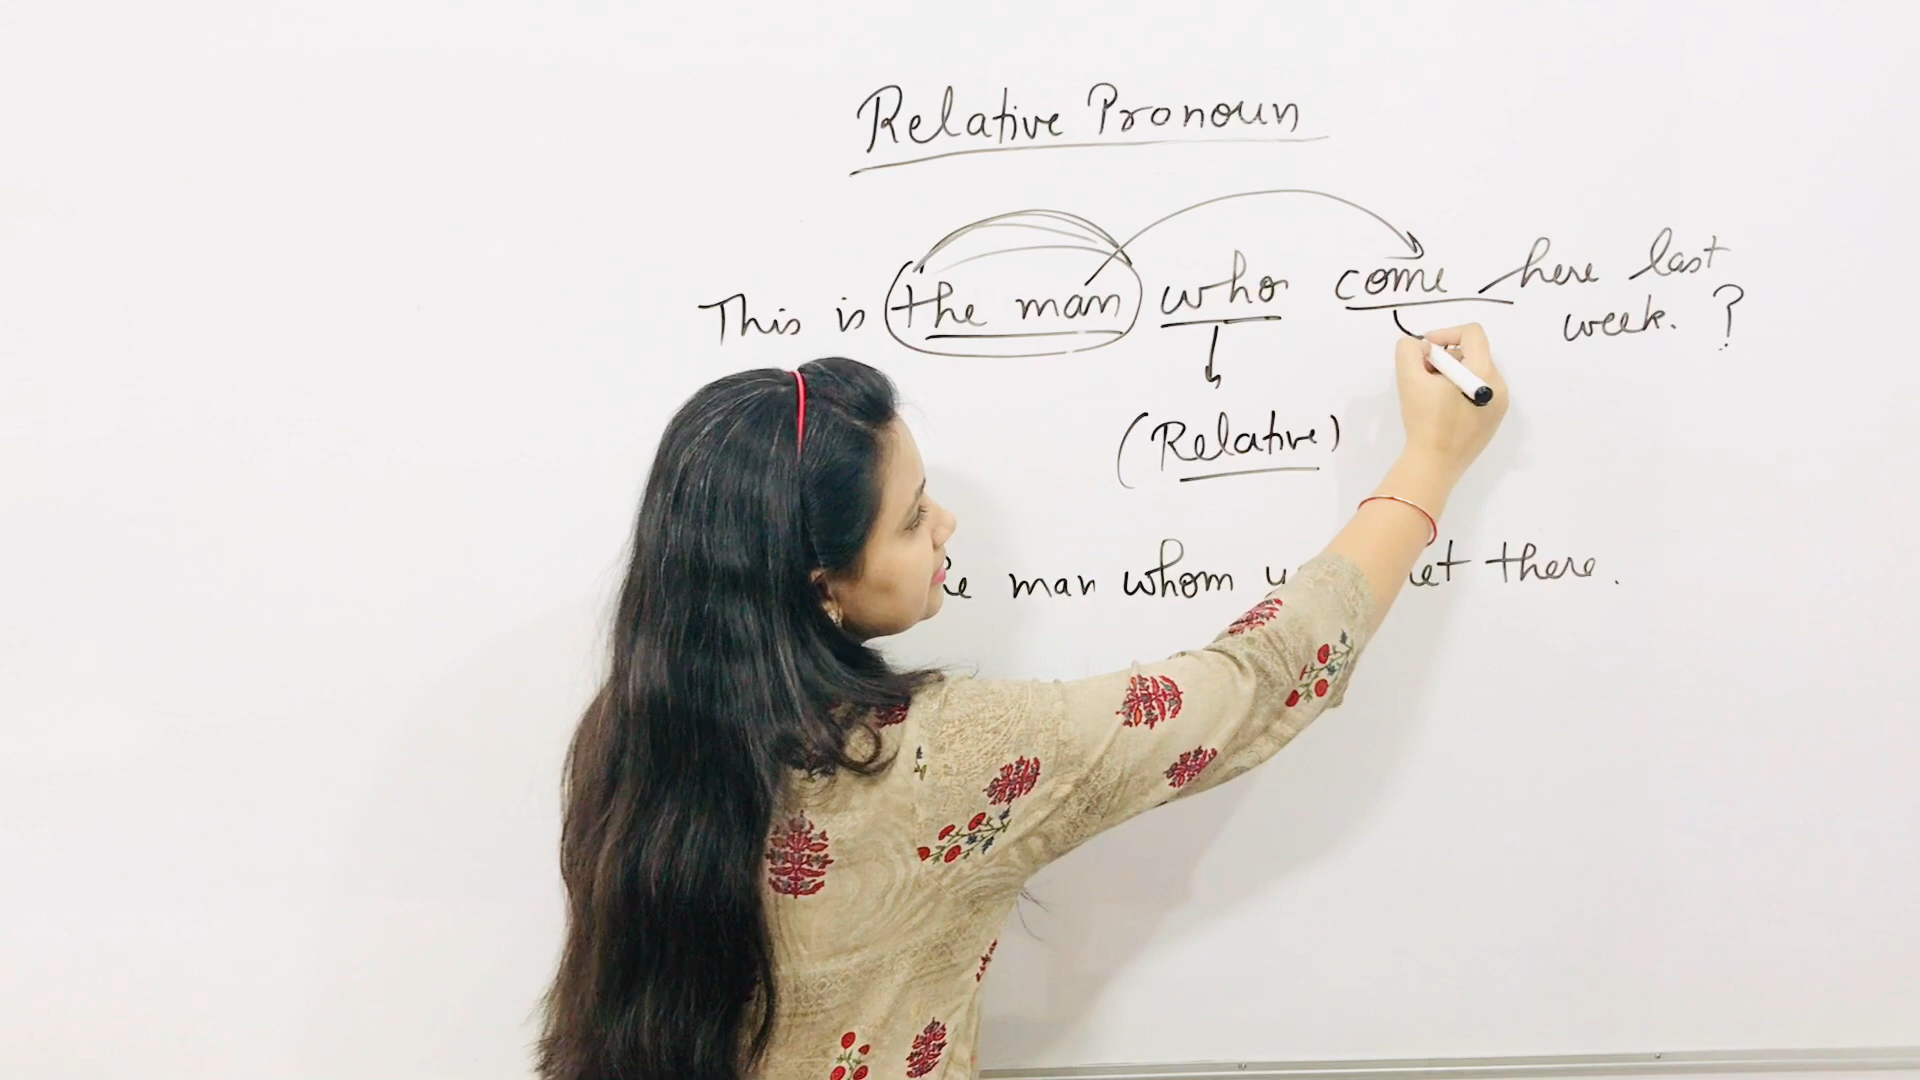 Relative Pronoun
This is the man who come here last
week. ?
(Relative)
man whom there.